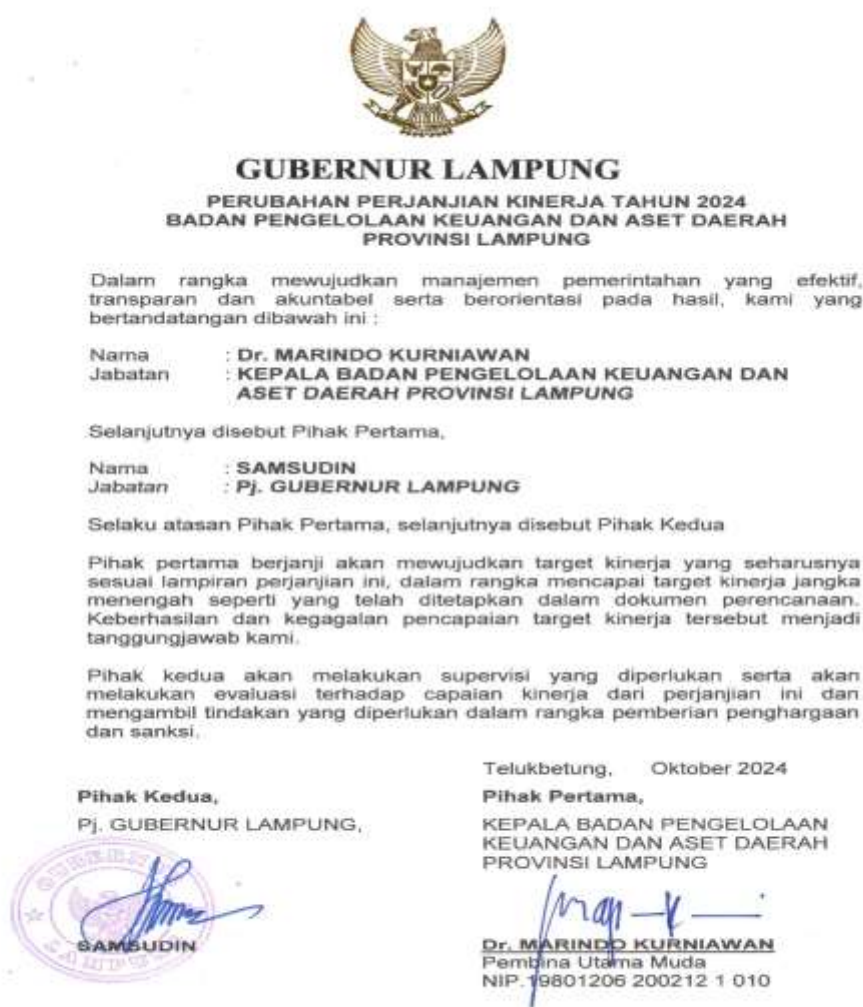 GUBERNUR LAMPUNG
PERUBAHAN PERJANJIAN KINERJA TAHUN 2024
BADAN PENGELOLAAN KEUANGAN DAN ASET DAERAH
PROVINSI LAMPUNG
Dalam rangka mewujudkan manajemen pemerintahan yang efektif,
transparan dan akuntabel serta berorientasi pada hasil, kami yang
bertandatangan dibawah ini :
Nama : Dr. MARINDO KURNIAWAN
Jabatan : KEPALA BADAN PENGELOLAAN KEUANGAN DAN
ASET DAERAH PROVINSI LAMPUNG
Selanjutnya disebut Pihak Pertama,
Nama : SAMSUDIN
Jabatan : Pj. GUBERNUR LAMPUNG
Selaku atasan Pihak Pertama, selanjutnya disebut Pihak Kedua
Pihak pertama berjanji akan mewujudkan target kinerja yang seharusnya
sesuai lampiran perjanjian ini, dalam rangka mencapai target kinerja jangka
menengah seperti yang telah ditetapkan dalam dokumen perencanaan.
Keberhasilan dan kegagalan pencapaian target kinerja tersebut menjadi
tanggungjawab kami.
Pihak kedua akan melakukan supervisi yang diperlukan serta akan
melakukan evaluasi terhadap capaian kinerja dari perjanjian ini dan
mengambil tindakan yang diperlukan dalam rangka pemberian penghargaan
dan sanksi.
Telukbetung, Oktober 2024
Pihak Kedua,
Pj. GUBERNUR LAMPUNG,
SAMSUDIN
Pihak Pertama,
KEPALA BADAN PENGELOLAAN
KEUANGAN DAN ASET DAERAH
PROVINSI LAMPUNG
Dr. MARINDO KURNIAWAN
Pembina Utama Muda
NIP.19801206 200212 1 010